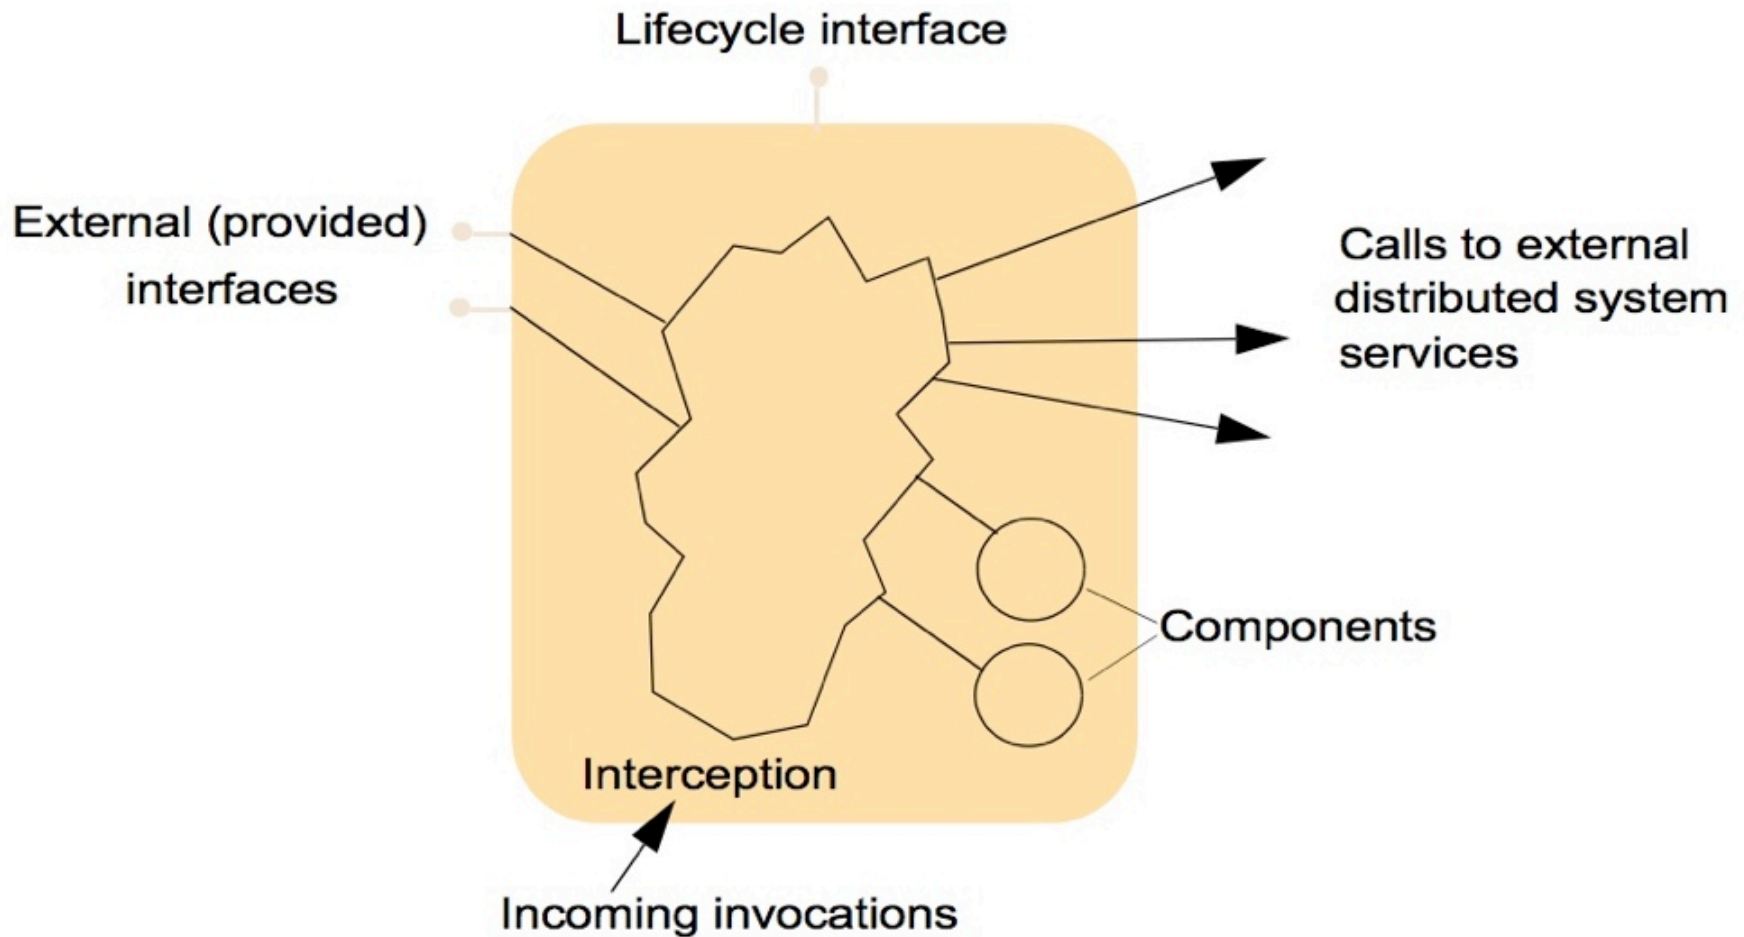 Lifecycle interface
External (provided)
interfaces
Calls to external
distributed system
services
Components
Interception
Incoming invocations